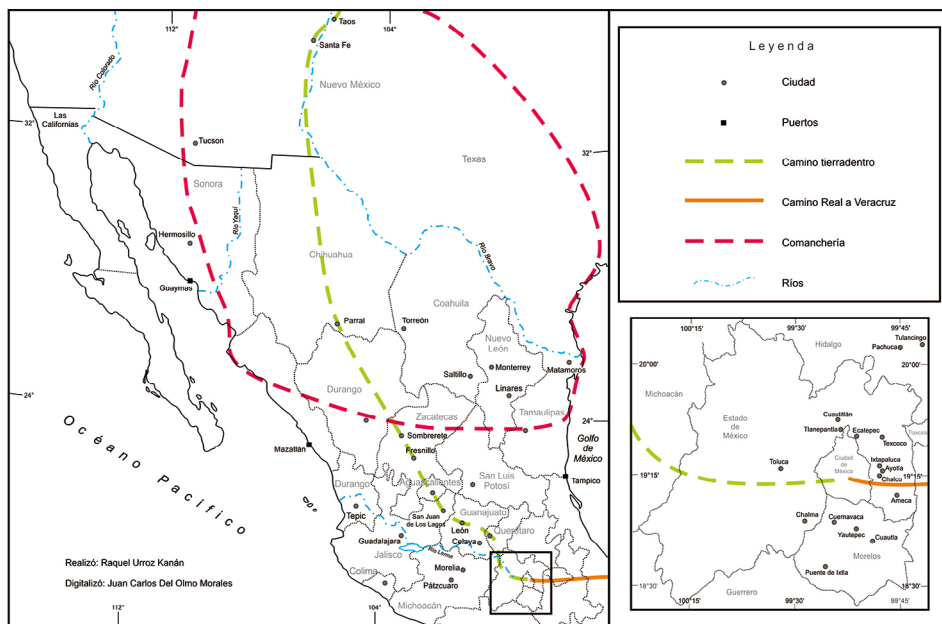 112°
104°
Taos
Santa Fe
Nuevo México
Río Colorado
Las
Californias
32°
32°
Tucson
Texas
Sonora
Río Yaqui
Hermosillo
Guaymas
Chihuahua
Río Bravo
Coahuila
Parral
Torreón
Nuevo
León
Monterrey
Saltillo
Matamoros
Linares
Durango
24°
Zacatecas
Tamaulipas
24°
Sombrerete
Golfo
de
México
Mazatlán
Fresnillo
Tampico
San Luis
Potosí
Aguascalientes
Durango
Tepic
San Juan
de Los Lagos
Guanajuato
León
Querétaro
Guadalajara
Celaya
Río Lerma
Jalisco
Morelia
Colima
Pátzcuaro
Michoacán
Océano Pacífico
Realizó: Raquel Urroz Kanán
Digitalizó: Juan Carlos Del Olmo Morales
112°
104°
Leyenda
Ciudad
Puertos
Camino tierradentro
Camino Real a Veracruz
Comanchería
Ríos
100°15'
99°30'
99°45'
Tulancingo
Hidalgo
Pachuca
20°00'
20°00'
Michoacán
Estado
de México
Cuautitlán
Tlanepantla
Ecatepec
Texcoco
Tlaxcala
Ciudad
de México
Ixtapaluca
Ayotla
Toluca
Chalco
19°15'
19°15'
Ameca
Chalma
Cuernavaca
Yautepec
Cuautla
Morelos
Puente de Ixtla
18°30'
18°30'
Guerrero
100°15'
99°30'
99°45'